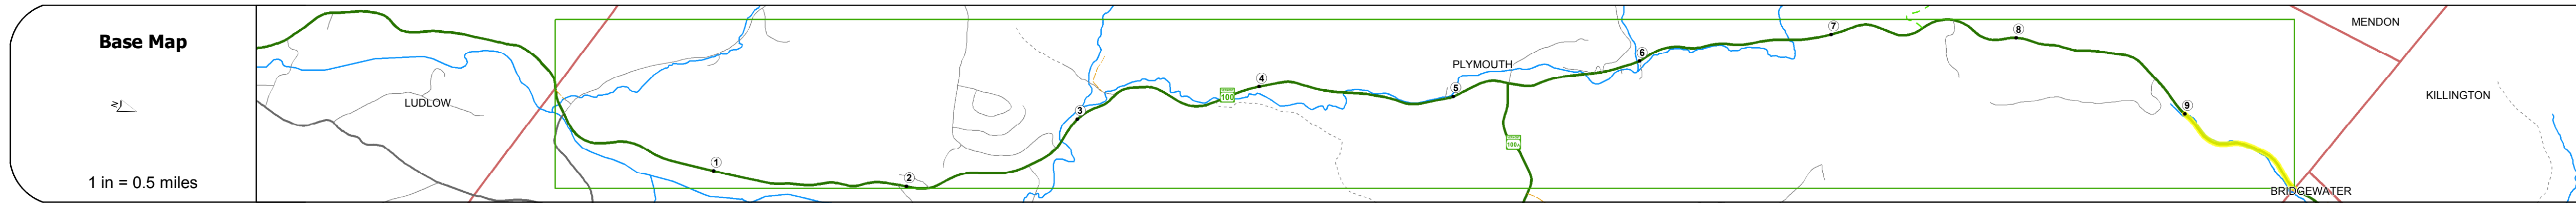 Base Map
N
1 in = 0.5 miles
LUDLOW
1
2
3
100
4
5
PLYMOUTH
100A
6
7
8
9
MENDON
KILLINGTON
BRIDGEWATER